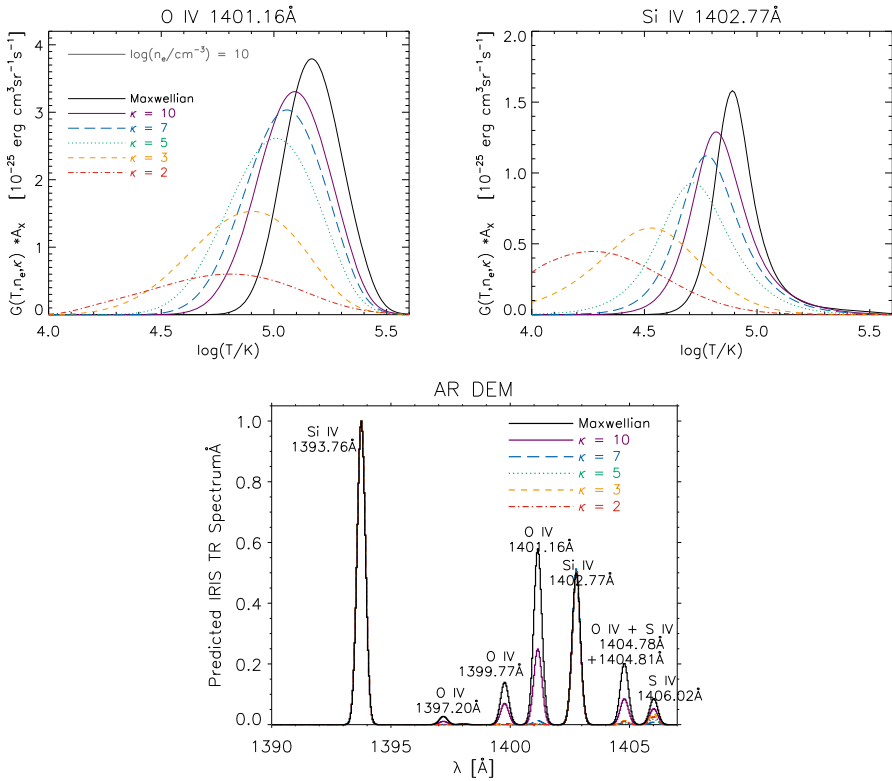 O IV 1401.16Å
G(T,nₑ,κ) *Aₓ [10⁻²⁵ erg cm³sr⁻¹s⁻¹]
4
3
2
1
0
log(nₑ/cm⁻³) = 10
Maxwellian
κ = 10
κ = 7
κ = 5
κ = 3
κ = 2
4.0
4.5
5.0
5.5
log(T/K)
Si IV 1402.77Å
G(T,nₑ,κ) *Aₓ [10⁻²⁵ erg cm³sr⁻¹s⁻¹]
2.0
1.5
1.0
0.5
0.0
4.0
4.5
5.0
5.5
log(T/K)
AR DEM
Predicted IRIS TR SpectrumÅ
1.0
0.8
0.6
0.4
0.2
0.0
Si IV
1393.76Å
Maxwellian
κ = 10
κ = 7
κ = 5
κ = 3
κ = 2
O IV
1401.16Å
Si IV
1402.77Å
O IV
1399.77Å
O IV + S IV
1404.78Å
+1404.81Å
O IV
1397.20Å
S IV
1406.02Å
1390
1395
1400
1405
λ [Å]